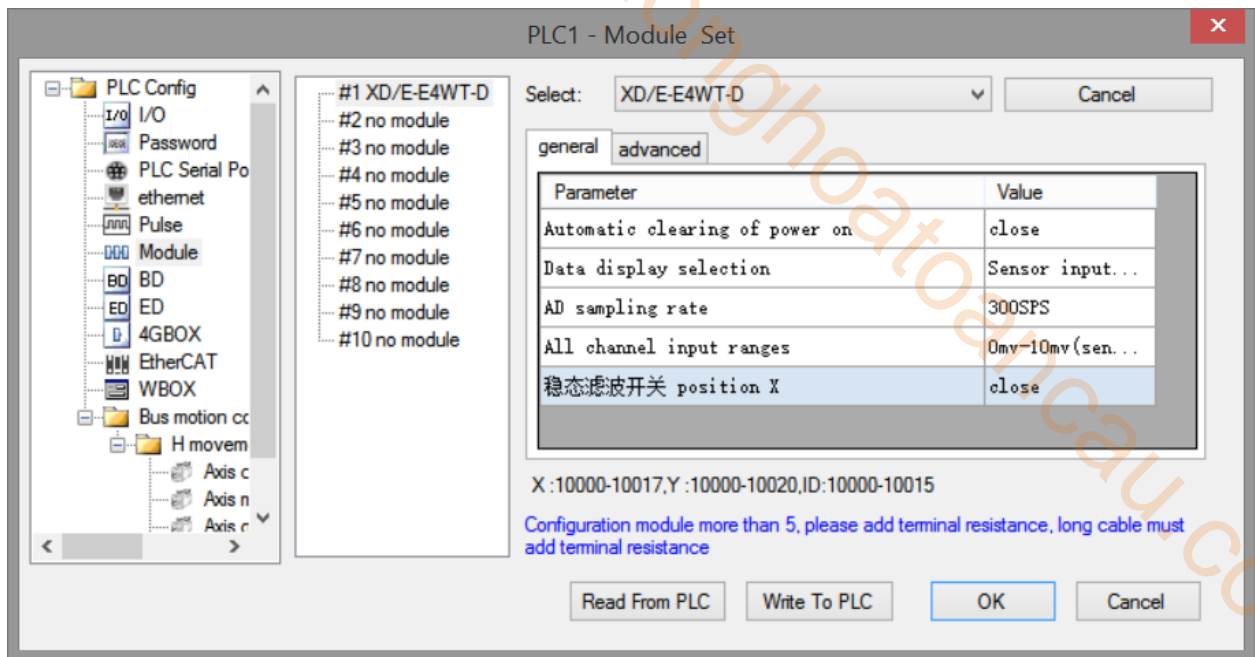 PLC1 - Module Set
x
PLC Config
I/O I/O
Password
PLC Serial Po
ethernet
Pulse
Module
BD BD
ED ED
4GBOX
EtherCAT
WBOX
Bus motion cc
H movem
Axis c
Axis n
Axis c
#1 XD/E-E4WT-D
#2 no module
#3 no module
#4 no module
#5 no module
#6 no module
#7 no module
#8 no module
#9 no module
#10 no module
Select: XD/E-E4WT-D Cancel
general advanced
Parameter Value
Automatic clearing of power on close
Data display selection Sensor input...
AD sampling rate 300SPS
All channel input ranges 0mv-10mv(sen...
稳态滤波开关 position X close
X :10000-10017,Y :10000-10020,ID:10000-10015
Configuration module more than 5, please add terminal resistance, long cable must
add terminal resistance
Read From PLC Write To PLC OK Cancel
onghoatoancau.co